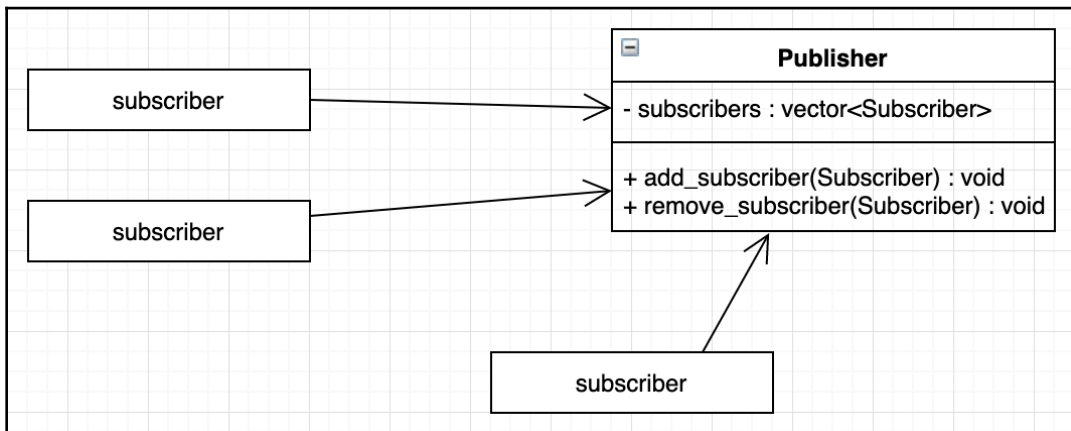 Publisher
subscriber
- subscribers : vector<Subscriber>
+ add_subscriber(Subscriber) : void
+ remove_subscriber(Subscriber) : void
subscriber
subscriber